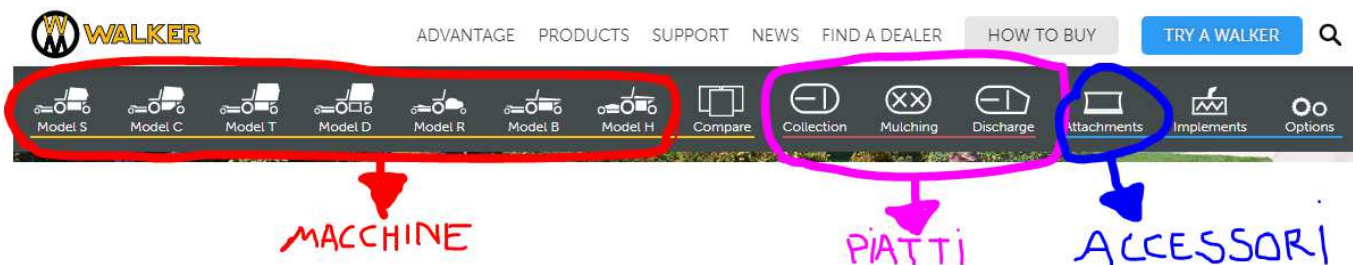 WALKER ADVANTAGE PRODUCTS SUPPORT NEWS FIND A DEALER HOW TO BUY TRY A WALKER
Model S Model C Model T Model D Model R Model B Model H Compare Collection Mulching Discharge Attachments Implements Options
MACCHINE PIATTI ACCESSORI